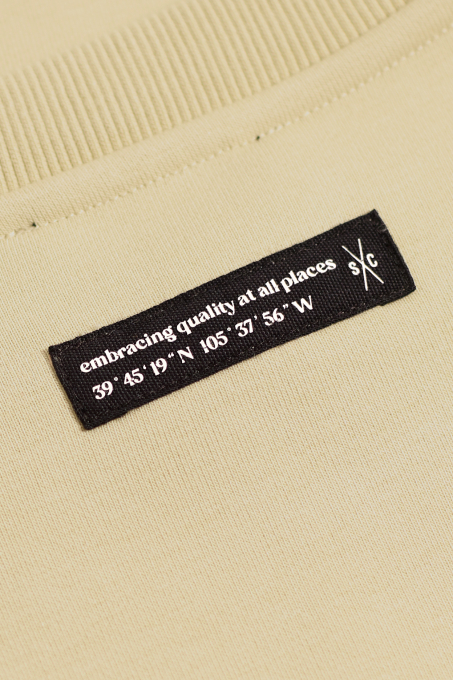 embracing quality at all places
39° 45' 19" N 105° 37' 56" W
S C